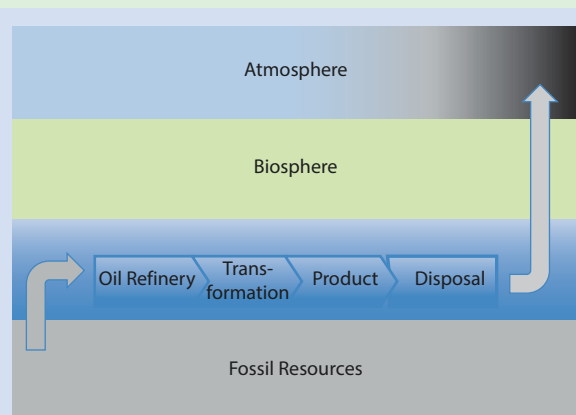 Atmosphere
Biosphere
Oil Refinery
Trans-
formation
Product
Disposal
Fossil Resources